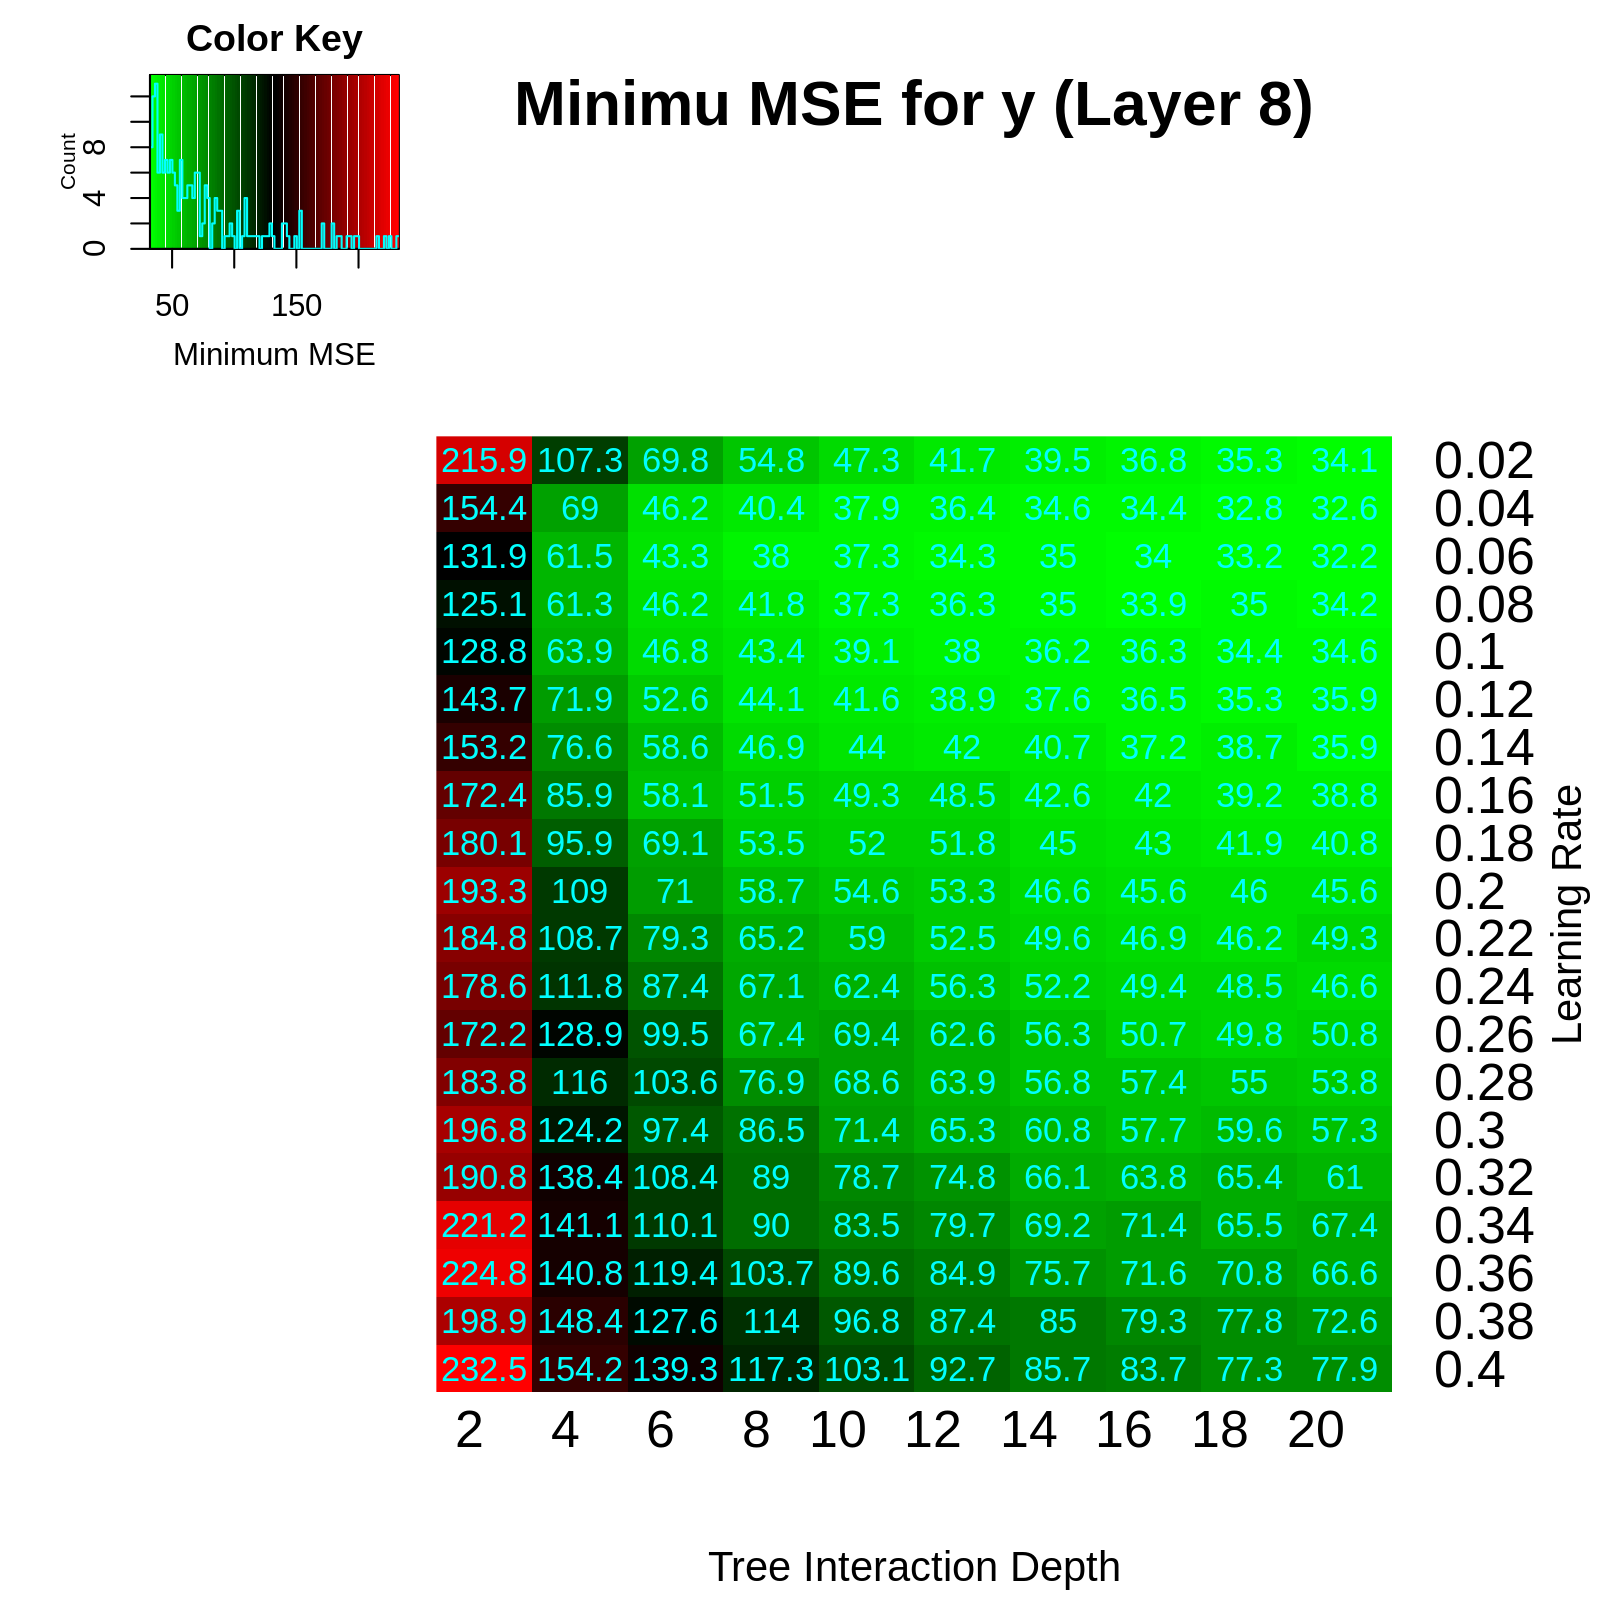 Color Key
Minimu MSE for y (Layer 8)
Count
0 4 8
50 150
Minimum MSE
215.9 107.3 69.8 54.8 47.3 41.7 39.5 36.8 35.3 34.1 0.02
154.4 69 46.2 40.4 37.9 36.4 34.6 34.4 32.8 32.6 0.04
131.9 61.5 43.3 38 37.3 34.3 35 34 33.2 32.2 0.06
125.1 61.3 46.2 41.8 37.3 36.3 35 33.9 35 34.2 0.08
128.8 63.9 46.8 43.4 39.1 38 36.2 36.3 34.4 34.6 0.1
143.7 71.9 52.6 44.1 41.6 38.9 37.6 36.5 35.3 35.9 0.12
153.2 76.6 58.6 46.9 44 42 40.7 37.2 38.7 35.9 0.14
172.4 85.9 58.1 51.5 49.3 48.5 42.6 42 39.2 38.8 0.16
180.1 95.9 69.1 53.5 52 51.8 45 43 41.9 40.8 0.18
193.3 109 71 58.7 54.6 53.3 46.6 45.6 46 45.6 0.2
184.8 108.7 79.3 65.2 59 52.5 49.6 46.9 46.2 49.3 0.22
178.6 111.8 87.4 67.1 62.4 56.3 52.2 49.4 48.5 46.6 0.24
172.2 128.9 99.5 67.4 69.4 62.6 56.3 50.7 49.8 50.8 0.26
183.8 116 103.6 76.9 68.6 63.9 56.8 57.4 55 53.8 0.28
196.8 124.2 97.4 86.5 71.4 65.3 60.8 57.7 59.6 57.3 0.3
190.8 138.4 108.4 89 78.7 74.8 66.1 63.8 65.4 61 0.32
221.2 141.1 110.1 90 83.5 79.7 69.2 71.4 65.5 67.4 0.34
224.8 140.8 119.4 103.7 89.6 84.9 75.7 71.6 70.8 66.6 0.36
198.9 148.4 127.6 114 96.8 87.4 85 79.3 77.8 72.6 0.38
232.5 154.2 139.3 117.3 103.1 92.7 85.7 83.7 77.3 77.9 0.4
Learning Rate
2 4 6 8 10 12 14 16 18 20
Tree Interaction Depth